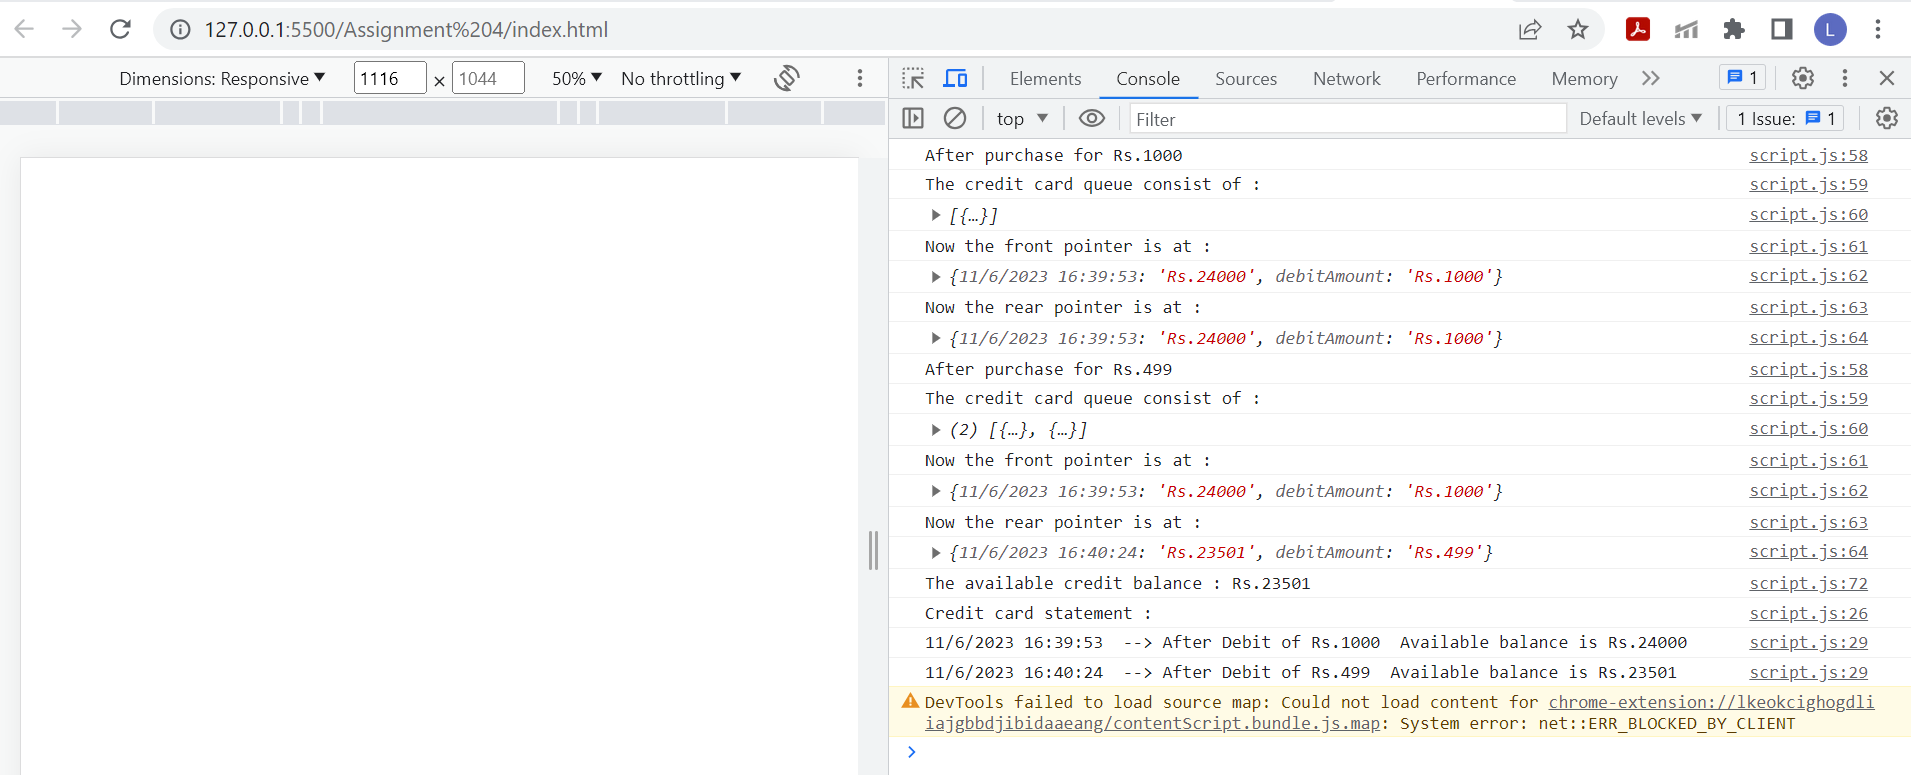 127.0.0.1:5500/Assignment%204/index.html
L
Dimensions: Responsive ▼ 1116 × 1044 50% ▼ No throttling ▼
Elements Console Sources Network Performance Memory 1
top ▼ Filter Default levels ▼ 1 Issue: 1
After purchase for Rs.1000 script.js:58
The credit card queue consist of : script.js:59
▶ [{…}] script.js:60
Now the front pointer is at : script.js:61
▶ {11/6/2023 16:39:53: 'Rs.24000', debitAmount: 'Rs.1000'} script.js:62
Now the rear pointer is at : script.js:63
▶ {11/6/2023 16:39:53: 'Rs.24000', debitAmount: 'Rs.1000'} script.js:64
After purchase for Rs.499 script.js:58
The credit card queue consist of : script.js:59
▶ (2) [{…}, {…}] script.js:60
Now the front pointer is at : script.js:61
▶ {11/6/2023 16:39:53: 'Rs.24000', debitAmount: 'Rs.1000'} script.js:62
Now the rear pointer is at : script.js:63
▶ {11/6/2023 16:40:24: 'Rs.23501', debitAmount: 'Rs.499'} script.js:64
The available credit balance : Rs.23501 script.js:72
Credit card statement : script.js:26
11/6/2023 16:39:53 --> After Debit of Rs.1000 Available balance is Rs.24000 script.js:29
11/6/2023 16:40:24 --> After Debit of Rs.499 Available balance is Rs.23501 script.js:29
DevTools failed to load source map: Could not load content for chrome-extension://lkeokcighogdli
iajgbbdjibidaaeang/contentScript.bundle.js.map: System error: net::ERR_BLOCKED_BY_CLIENT